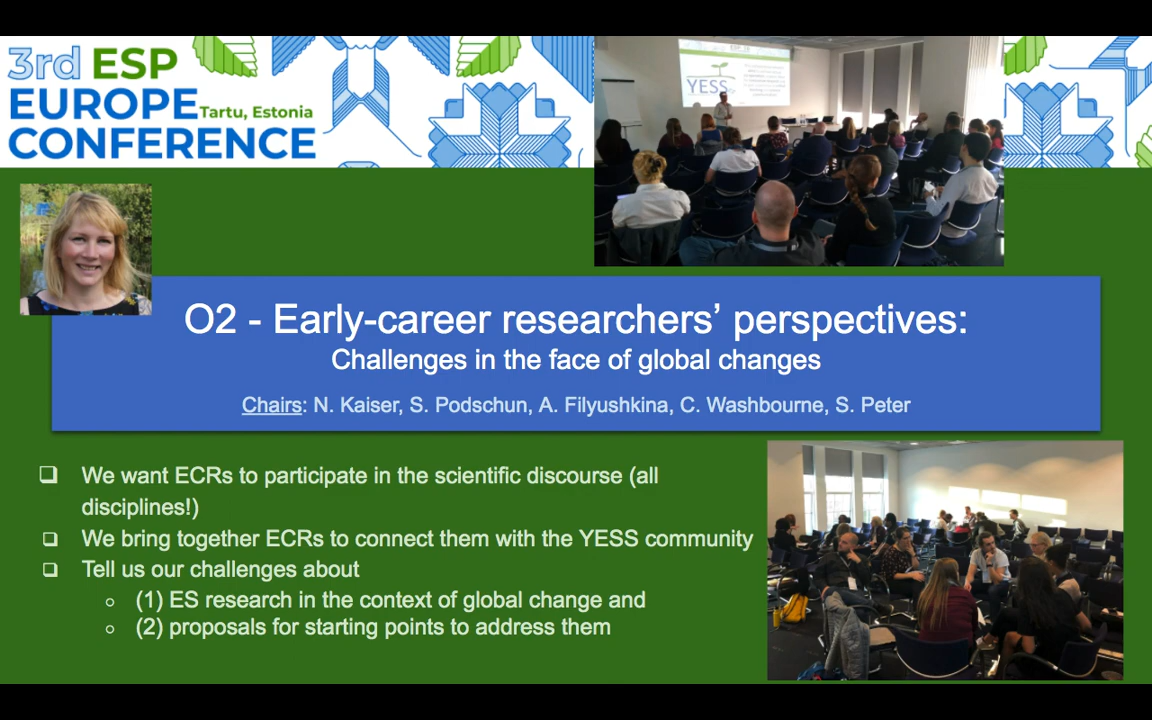 3rd ESP
EUROPE Tartu, Estonia
CONFERENCE
YESS
O2 - Early-career researchers’ perspectives:
Challenges in the face of global changes
Chairs: N. Kaiser, S. Podschun, A. Filyushkina, C. Washbourne, S. Peter
❑ We want ECRs to participate in the scientific discourse (all
disciplines!)
❑ We bring together ECRs to connect them with the YESS community
❑ Tell us our challenges about
○ (1) ES research in the context of global change and
○ (2) proposals for starting points to address them